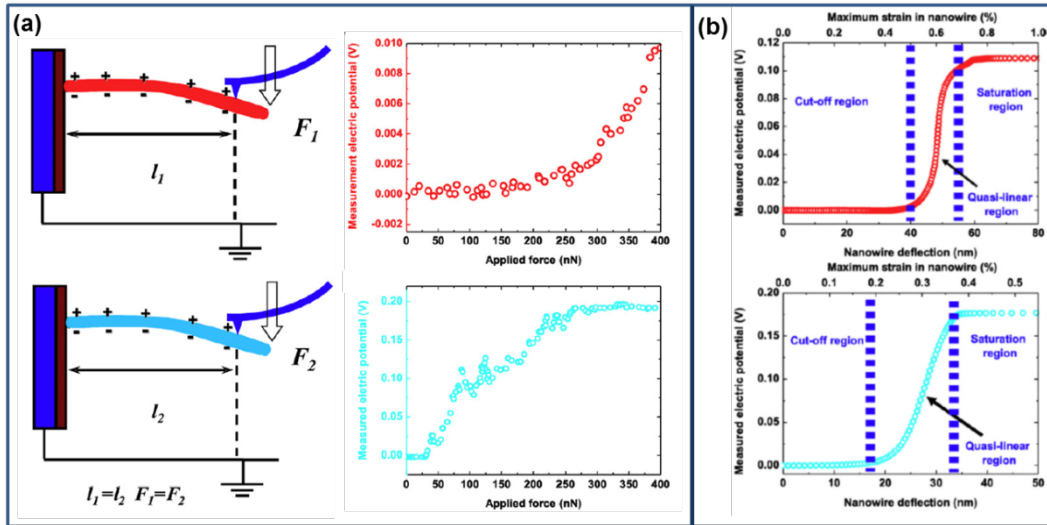 (a)
+ + + + +
- - - - -
F1
l1
Measurement electric potential (V)
0.010
0.008
0.006
0.004
0.002
0.000
-0.002
0 50 100 150 200 250 300 350 400
Applied force (nN)
+ + + + +
- - - - -
F2
l2
l1=l2 F1=F2
Measured eletric potential (V)
0.20
0.15
0.10
0.05
0.00
0 50 100 150 200 250 300 350 400
Applied force (nN)
(b)
Maximum strain in nanowire (%)
0.0 0.2 0.4 0.6 0.8 1.0
Measured electric potential (V)
0.12
0.09
0.06
0.03
0.00
Cut-off region
Saturation
region
Quasi-linear
region
0 20 40 60 80
Nanowire deflection (nm)
Maximum strain in nanowire (%)
0.0 0.1 0.2 0.3 0.4 0.5
Measured electric potential (V)
0.20
0.15
0.10
0.05
0.00
Cut-off region
Saturation
region
Quasi-linear
region
0 10 20 30 40 50
Nanowire deflection (nm)